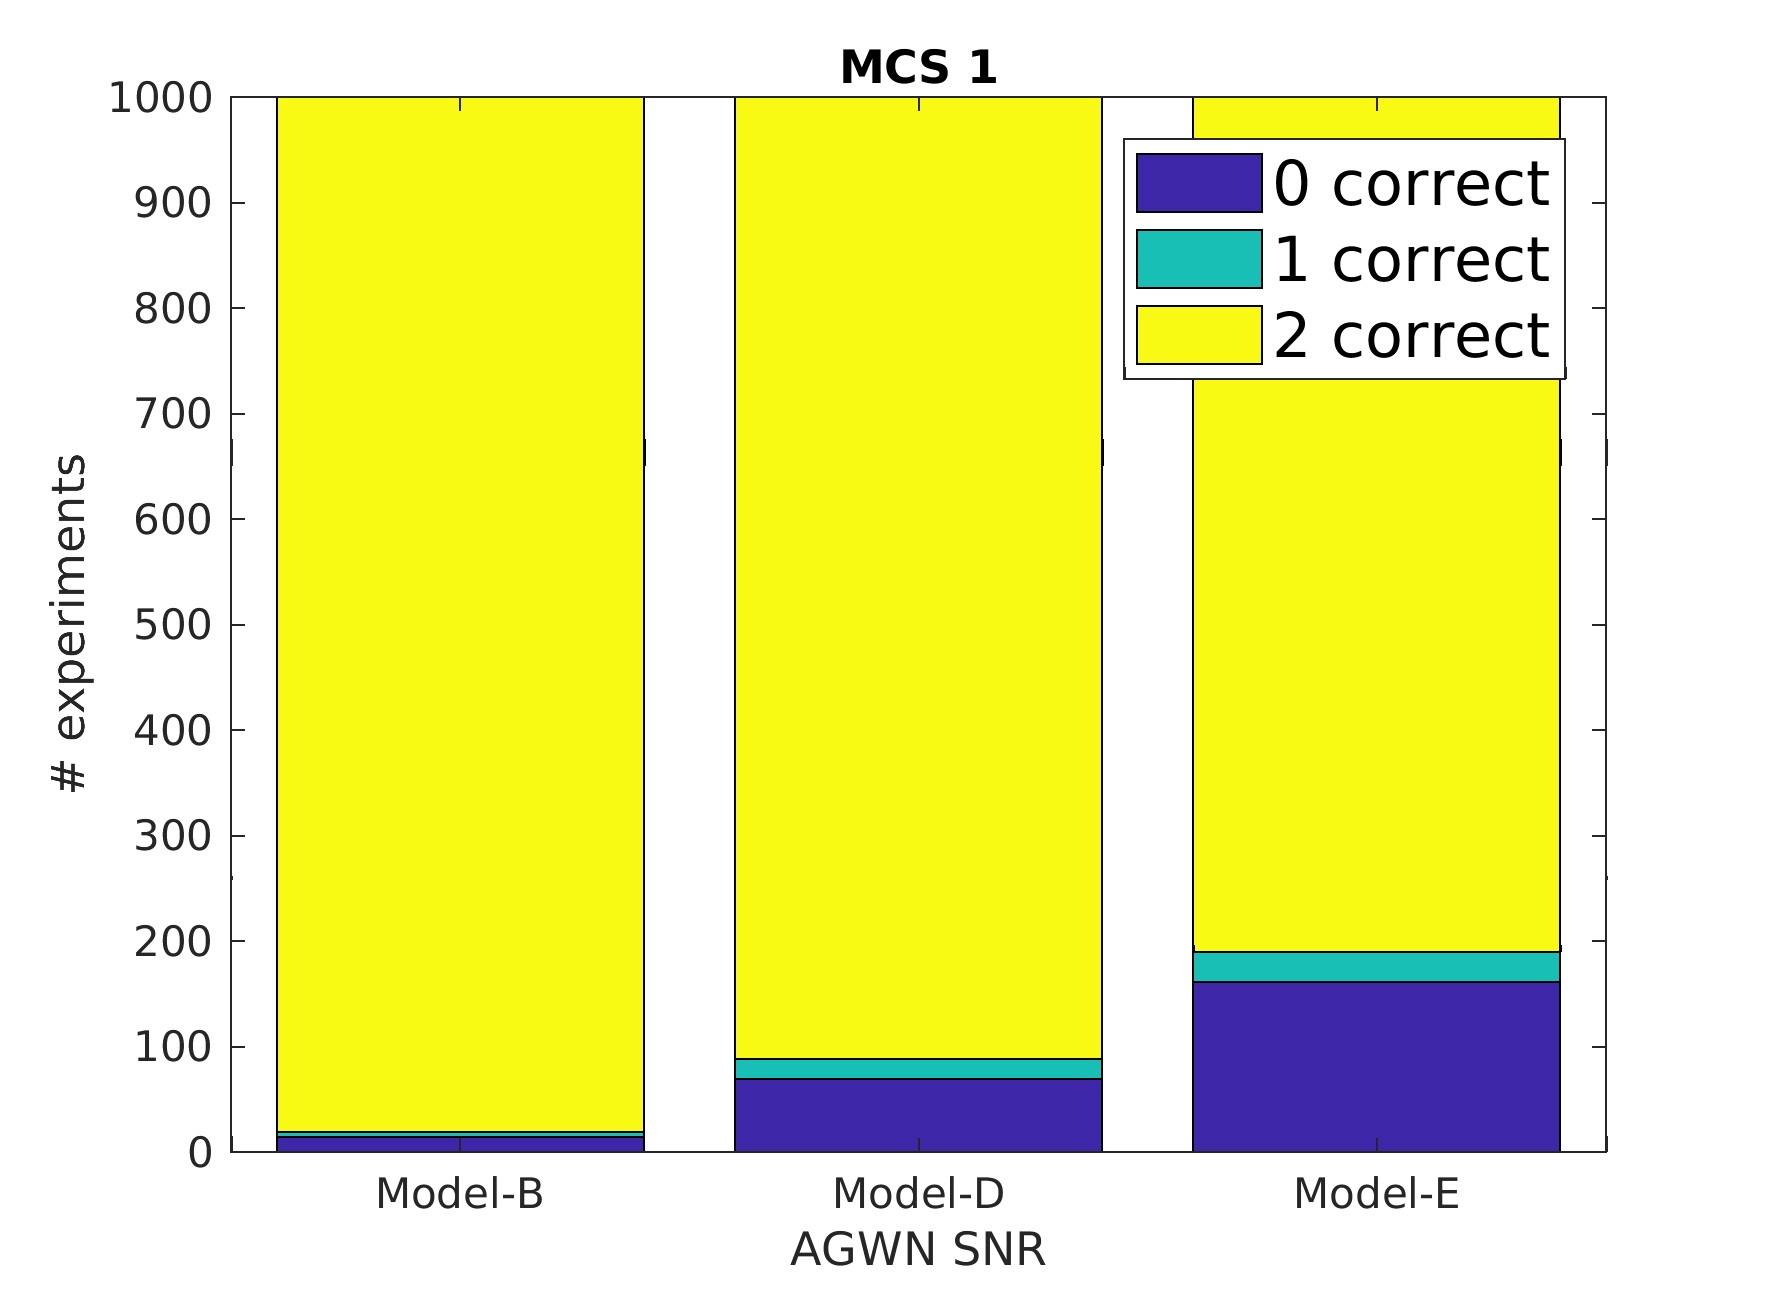 MCS 1
1000
900
800
700
600
500
400
300
200
100
0
# experiments
0 correct
1 correct
2 correct
Model-B
Model-D
Model-E
AGWN SNR